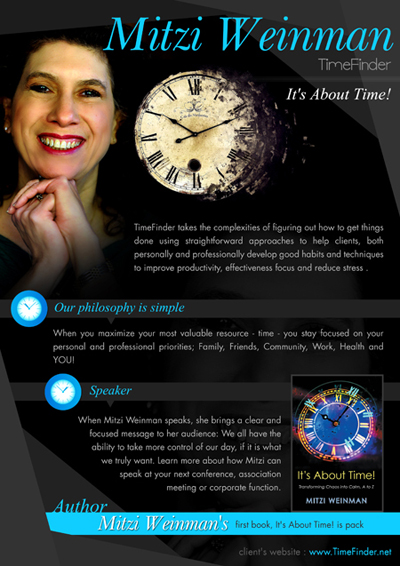 Mitzi Weinman
TimeFinder
It's About Time!
TimeFinder takes the complexities of figuring out how to get things
done using straightforward approaches to help clients, both
personally and professionally develop good habits and techniques
to improve productivity, effectiveness focus and reduce stress .
Our philosophy is simple
When you maximize your most valuable resource - time - you stay focused on your
personal and professional priorities; Family, Friends, Community, Work, Health and
YOU!
Speaker
When Mitzi Weinman speaks, she brings a clear and
focused message to her audience: We all have the
ability to take more control of our day, if it is what
we truly want. Learn more about how Mitzi can
speak at your next conference, association
meeting or corporate function.
It's About Time!
Transforming Chaos into Calm, A to Z
MITZI WEINMAN
Author
Mitzi Weinman's first book, It's About Time! is pack
client's website : www.TimeFinder.net